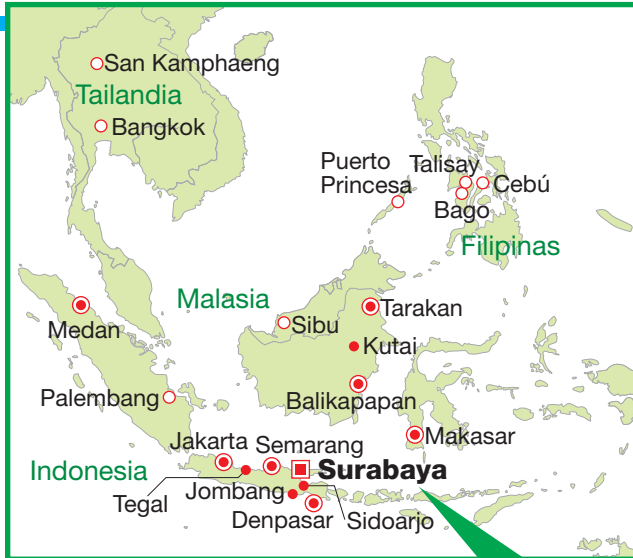 San Kamphaeng
Tailandia
Bangkok
Puerto
Princesa
Talisay
Cebú
Bago
Filipinas
Malasia
Tarakan
Medan
Sibu
Kutai
Palembang
Balikapapan
Jakarta
Semarang
Makasar
Indonesia
Surabaya
Tegal
Jombang
Denpasar
Sidoarjo